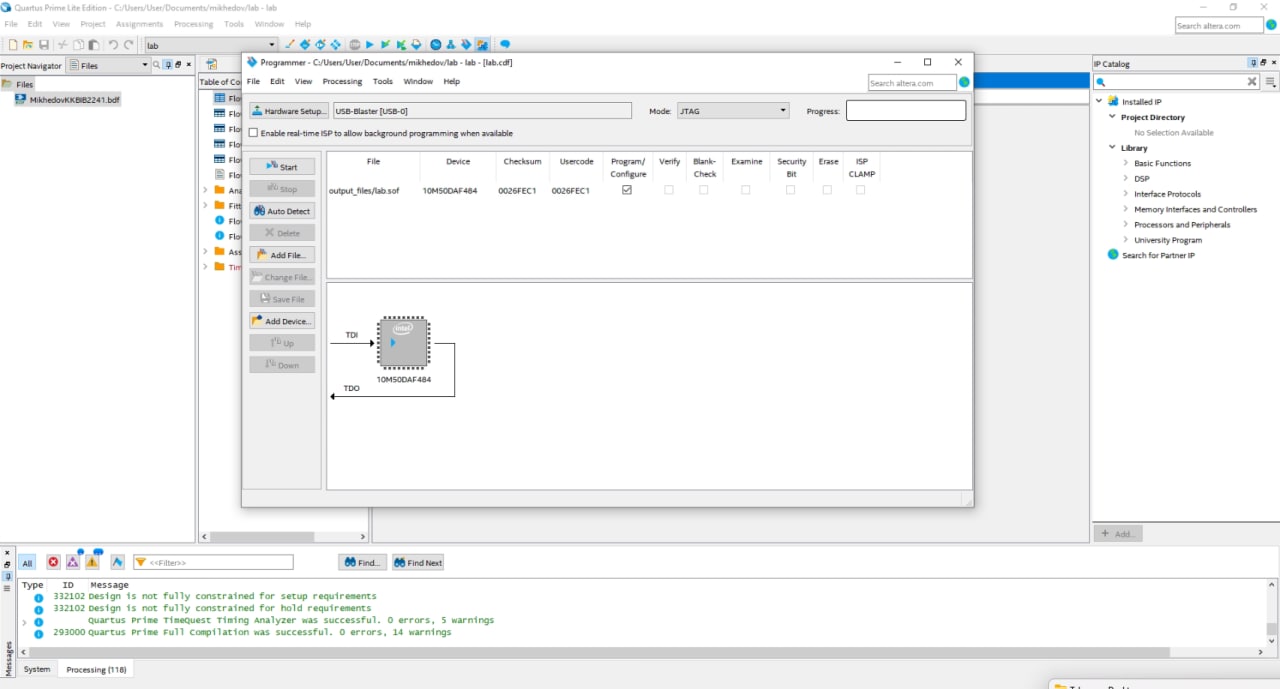 Quartus Prime Lite Edition - C:/Users/User/Documents/mikhedov/lab - lab
File Edit View Project Assignments Processing Tools Window Help
Search altera.com
lab
Project Navigator Files
Files
MikhedovKKBIB2241.bdf
Table of Co
Flo
Flo
Flo
Flo
Flo
Flo
Ana
Fitt
Flo
Flo
Ass
Tim
Programmer - C:/Users/User/Documents/mikhedov/lab - lab - [lab.cdf]
File Edit View Processing Tools Window Help
Search altera.com
Hardware Setup... USB-Blaster [USB-0] Mode: JTAG Progress:
Enable real-time ISP to allow background programming when available
Start
Stop
Auto Detect
Delete
Add File...
Change File...
Save File
Add Device...
Up
Down
File Device Checksum Usercode Program/ Verify Blank- Examine Security Erase ISP
Configure Check Bit CLAMP
output_files/lab.sof 10M50DAF484 0026FEC1 0026FEC1
TDI
intel
10M50DAF484
TDO
IP Catalog
Installed IP
Project Directory
No Selection Available
Library
Basic Functions
DSP
Interface Protocols
Memory Interfaces and Controllers
Processors and Peripherals
University Program
Search for Partner IP
+ Add...
All <<Filter>> Find... Find Next
Type ID Message
332102 Design is not fully constrained for setup requirements
332102 Design is not fully constrained for hold requirements
Quartus Prime TimeQuest Timing Analyzer was successful. 0 errors, 5 warnings
293000 Quartus Prime Full Compilation was successful. 0 errors, 14 warnings
Messages
System Processing (118)